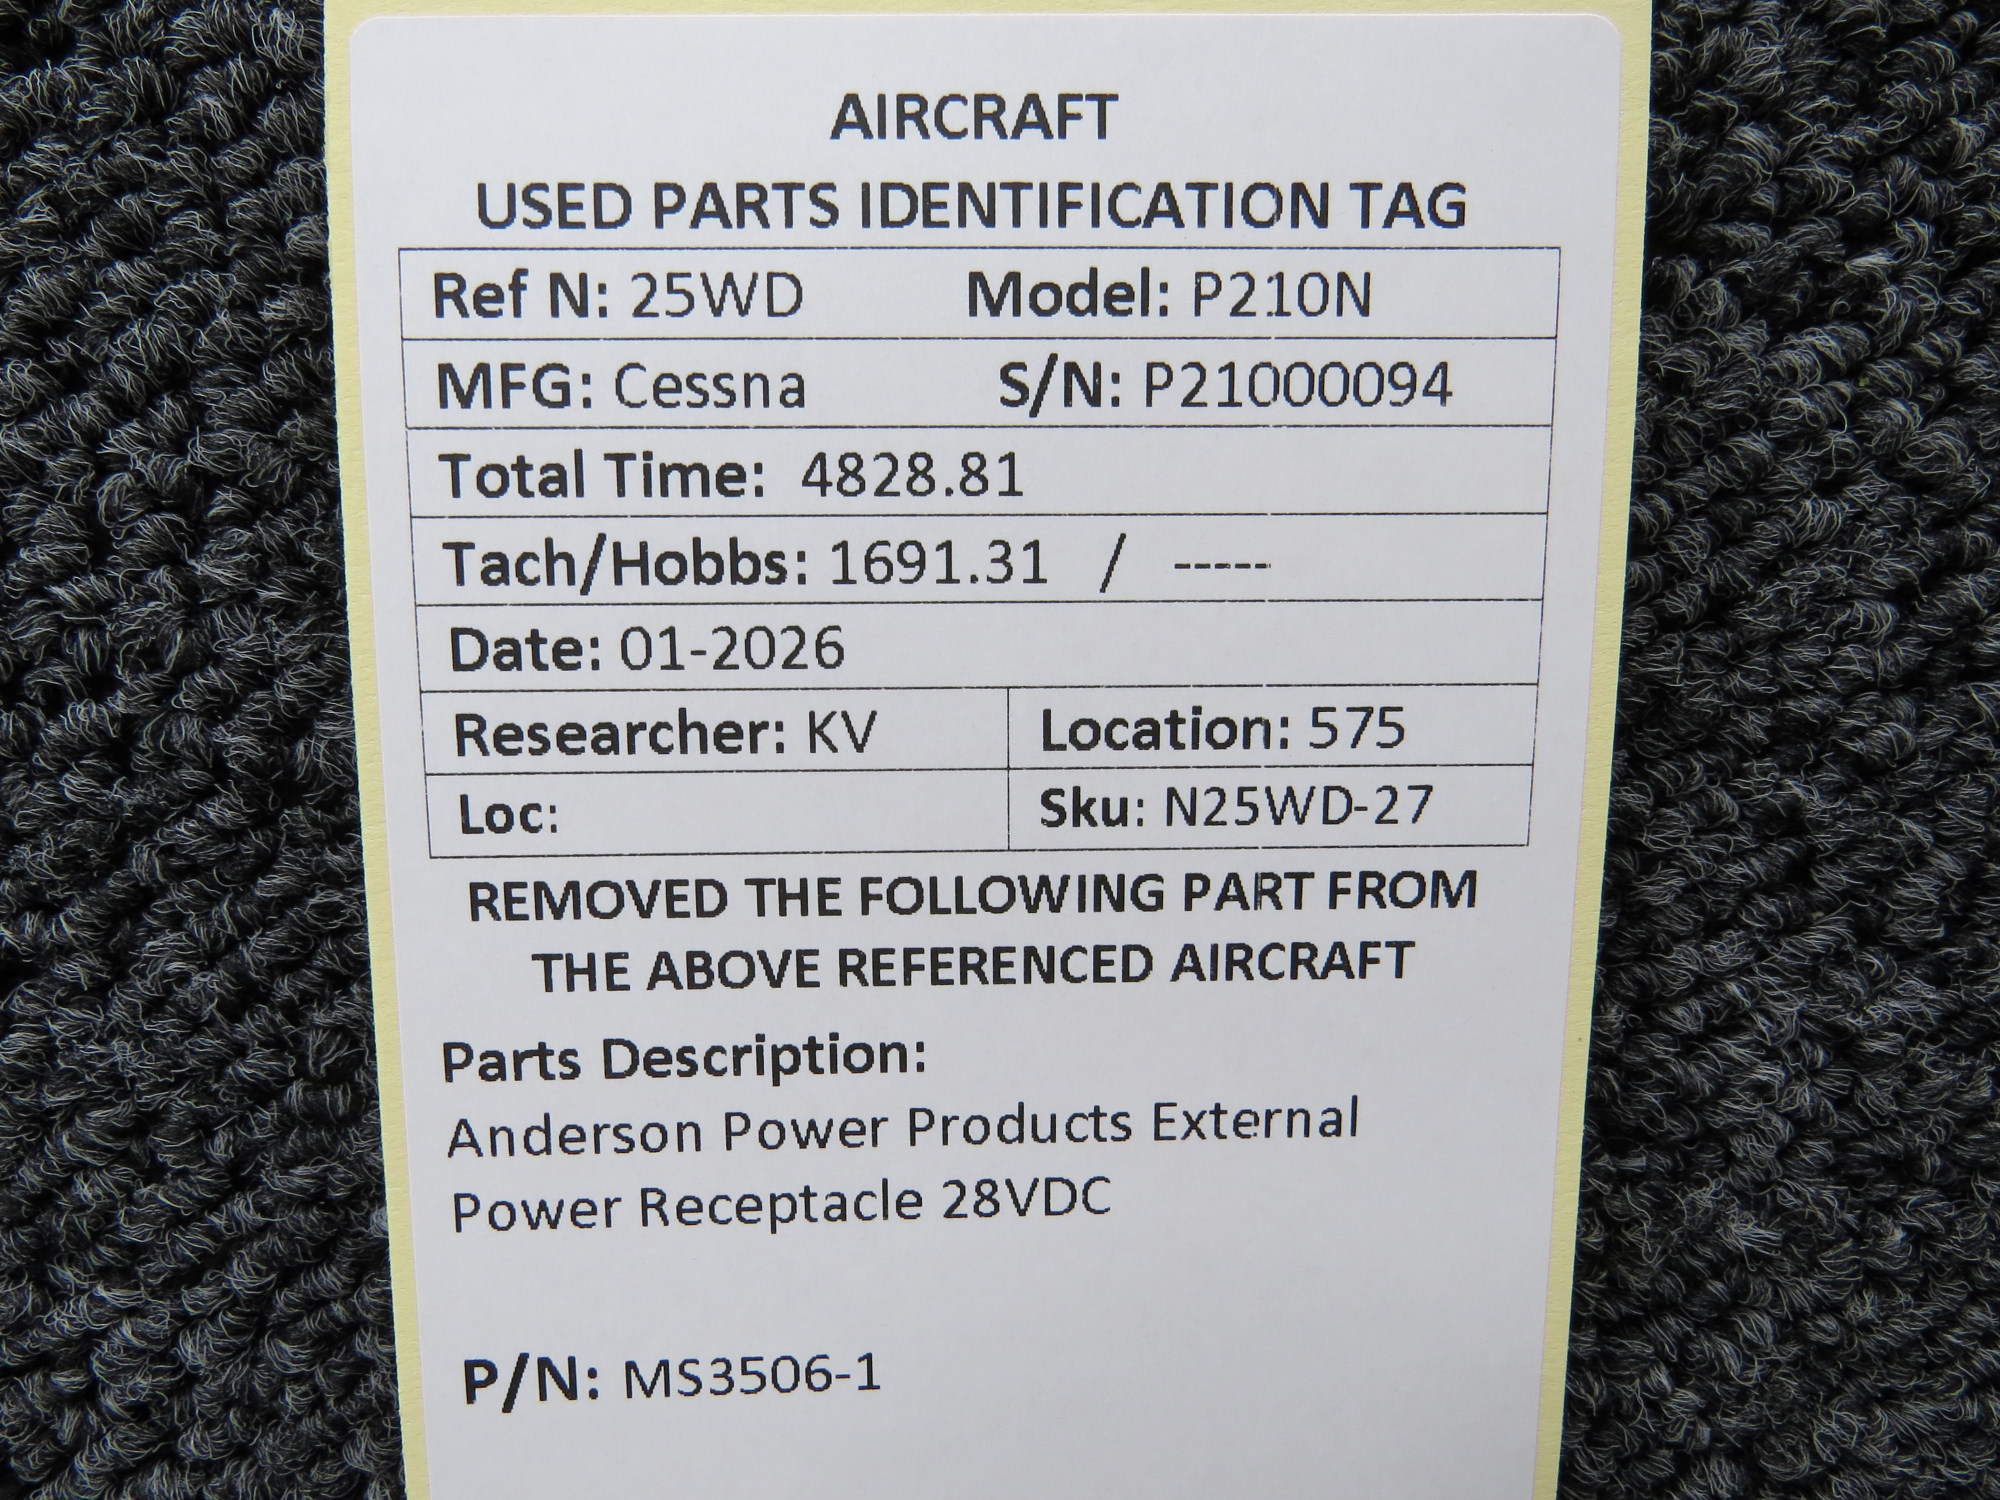 AIRCRAFT
USED PARTS IDENTIFICATION TAG
Ref N: 25WD Model: P210N
MFG: Cessna S/N: P21000094
Total Time: 4828.81
Tach/Hobbs: 1691.31 / -----
Date: 01-2026
Researcher: KV Location: 575
Loc: Sku: N25WD-27
REMOVED THE FOLLOWING PART FROM
THE ABOVE REFERENCED AIRCRAFT
Parts Description:
Anderson Power Products External
Power Receptacle 28VDC
P/N: MS3506-1